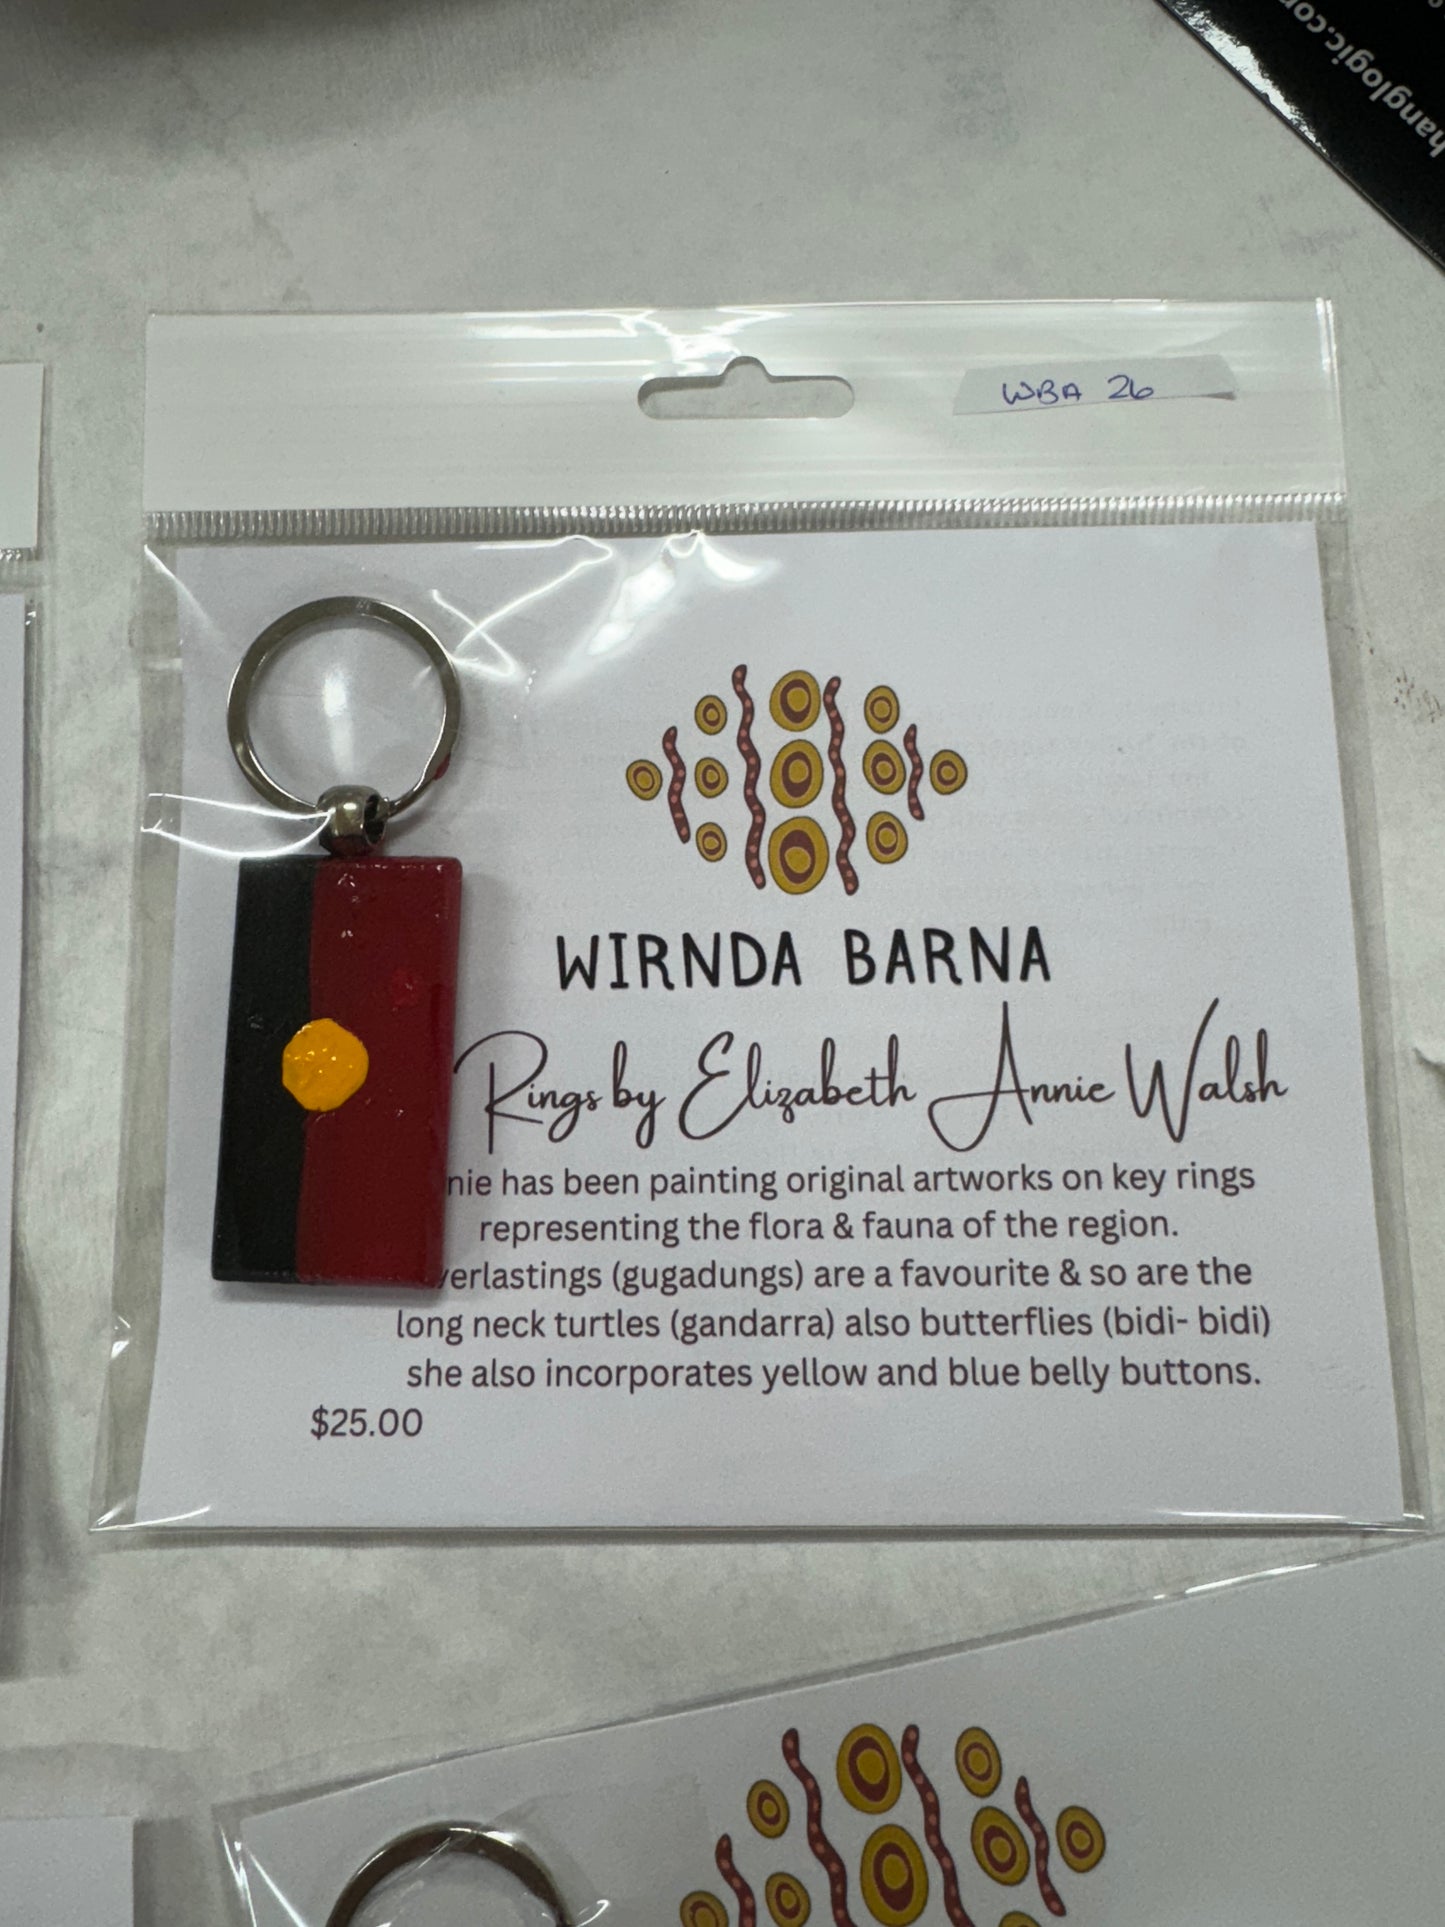 hanglogic.com
WBA 26
WIRNDA BARNA
Rings by Elizabeth Annie Walsh
nie has been painting original artworks on key rings
representing the flora & fauna of the region.
verlastings (gugadungs) are a favourite & so are the
long neck turtles (gandarra) also butterflies (bidi- bidi)
she also incorporates yellow and blue belly buttons.
$25.00